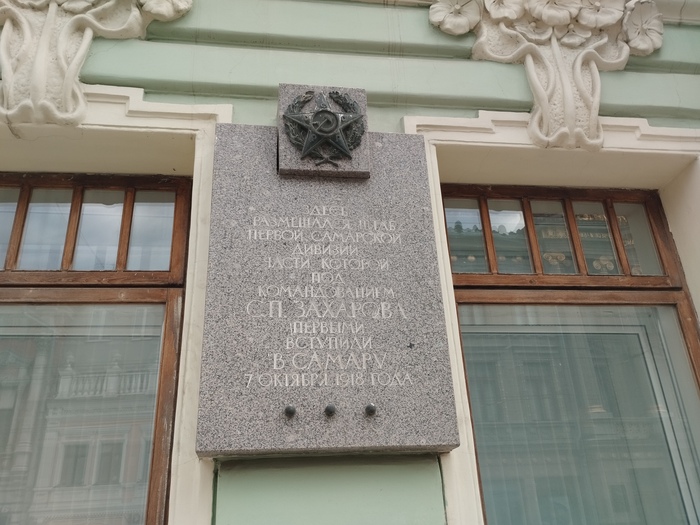 ЗДЕСЬ
РАЗМЕЩАЛСЯ ШТАБ
ПЕРВОЙ САМАРСКОЙ
ДИВИЗИИ
ЧАСТИ КОТОРОЙ
ПОД
КОМАНДОВАНИЕМ
С.П. ЗАХАРОВА
ПЕРВЫМИ
ВСТУПИЛИ
В САМАРУ
7 ОКТЯБРЯ 1918 ГОДА